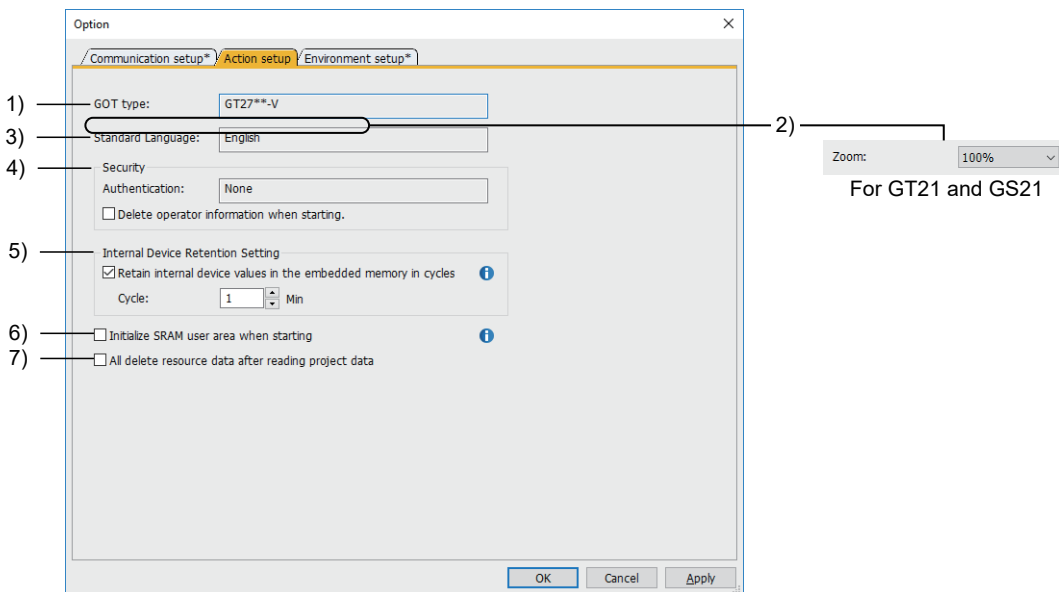 Option
Communication setup* Action setup Environment setup*
1) GOT type: GT27**-V
2)
3) Standard Language: English
Zoom: 100%
For GT21 and GS21
4) Security
Authentication: None
Delete operator information when starting.
5) Internal Device Retention Setting
Retain internal device values in the embedded memory in cycles
Cycle: 1 Min
6) Initialize SRAM user area when starting
7) All delete resource data after reading project data
OK Cancel Apply